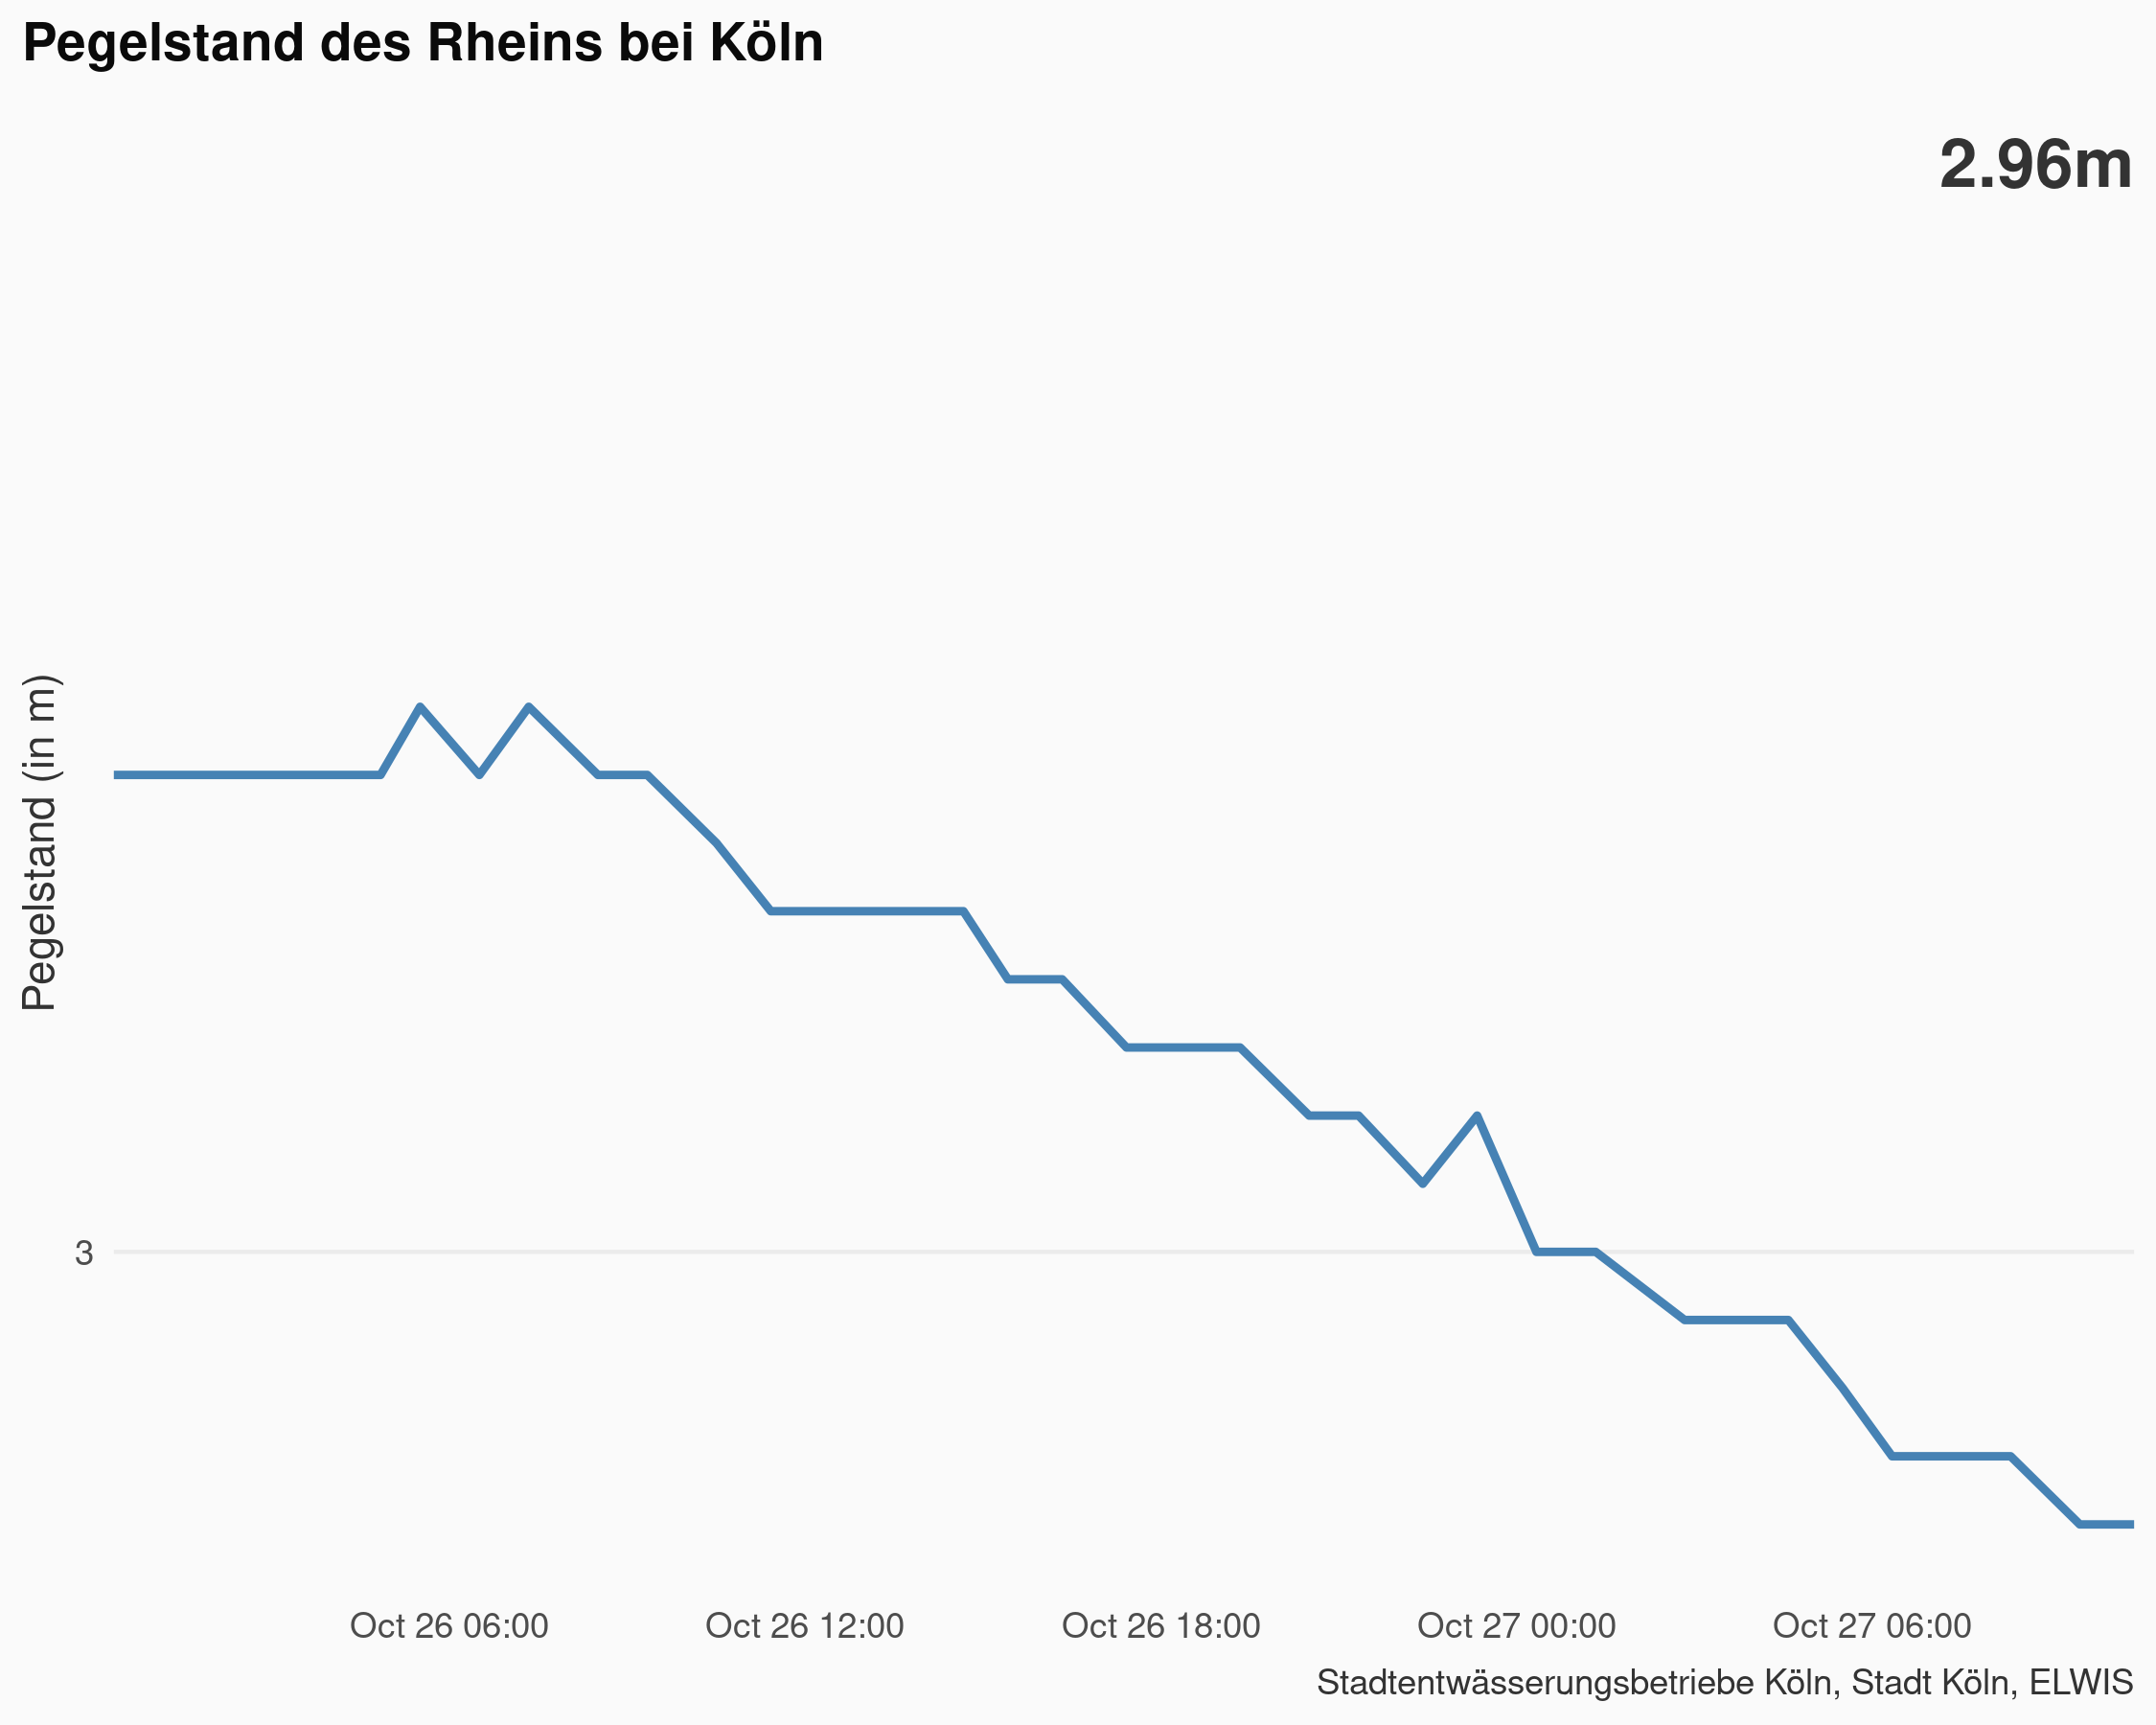 Pegelstand des Rheins bei Köln
2.96m
Pegelstand (in m)
3
Oct 26 06:00 Oct 26 12:00 Oct 26 18:00 Oct 27 00:00 Oct 27 06:00
Stadtentwässerungsbetriebe Köln, Stadt Köln, ELWIS